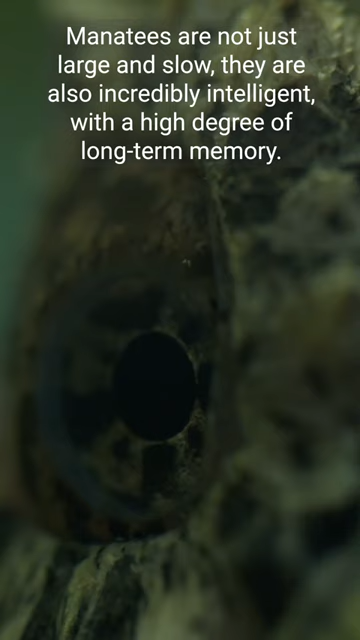 Manatees are not just
large and slow, they are
also incredibly intelligent,
with a high degree of
long-term memory.